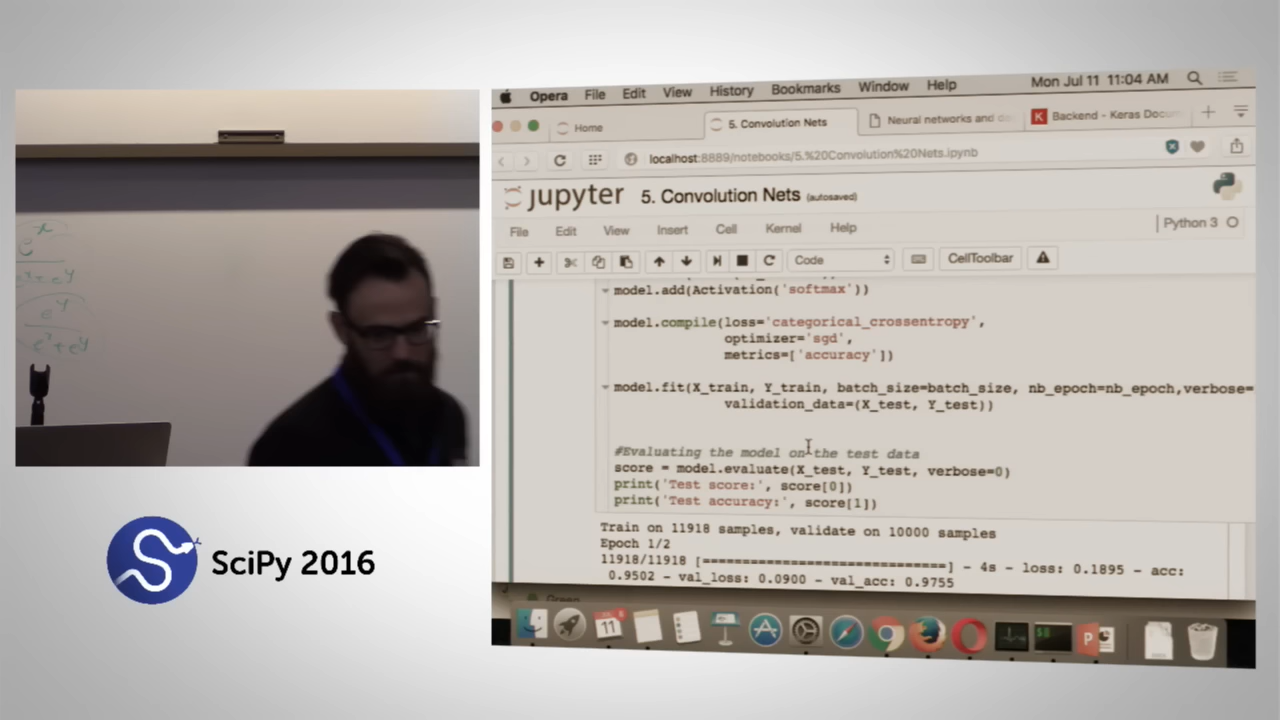 Opera File Edit View History Bookmarks Window Help Mon Jul 11 11:04 AM
Home 5. Convolution Nets Neural networks and Backend - Keras
localhost:8889/notebooks/5.%20Convolution%20Nets.ipynb
jupyter 5. Convolution Nets (autosaved)
File Edit View Insert Cell Kernel Help Python 3
Code CellToolbar
model.add(Activation('softmax'))
model.compile(loss='categorical_crossentropy',
optimizer='sgd',
metrics=['accuracy'])
model.fit(X_train, Y_train, batch_size=batch_size, nb_epoch=nb_epoch,verbose=
validation_data=(X_test, Y_test))
#Evaluating the model on the test data
score = model.evaluate(X_test, Y_test, verbose=0)
print('Test score:', score[0])
print('Test accuracy:', score[1])
Train on 11918 samples, validate on 10000 samples
Epoch 1/2
11918/11918 [==============================] - 4s - loss: 0.1895 - acc:
0.9502 - val_loss: 0.0900 - val_acc: 0.9755
11
SciPy 2016